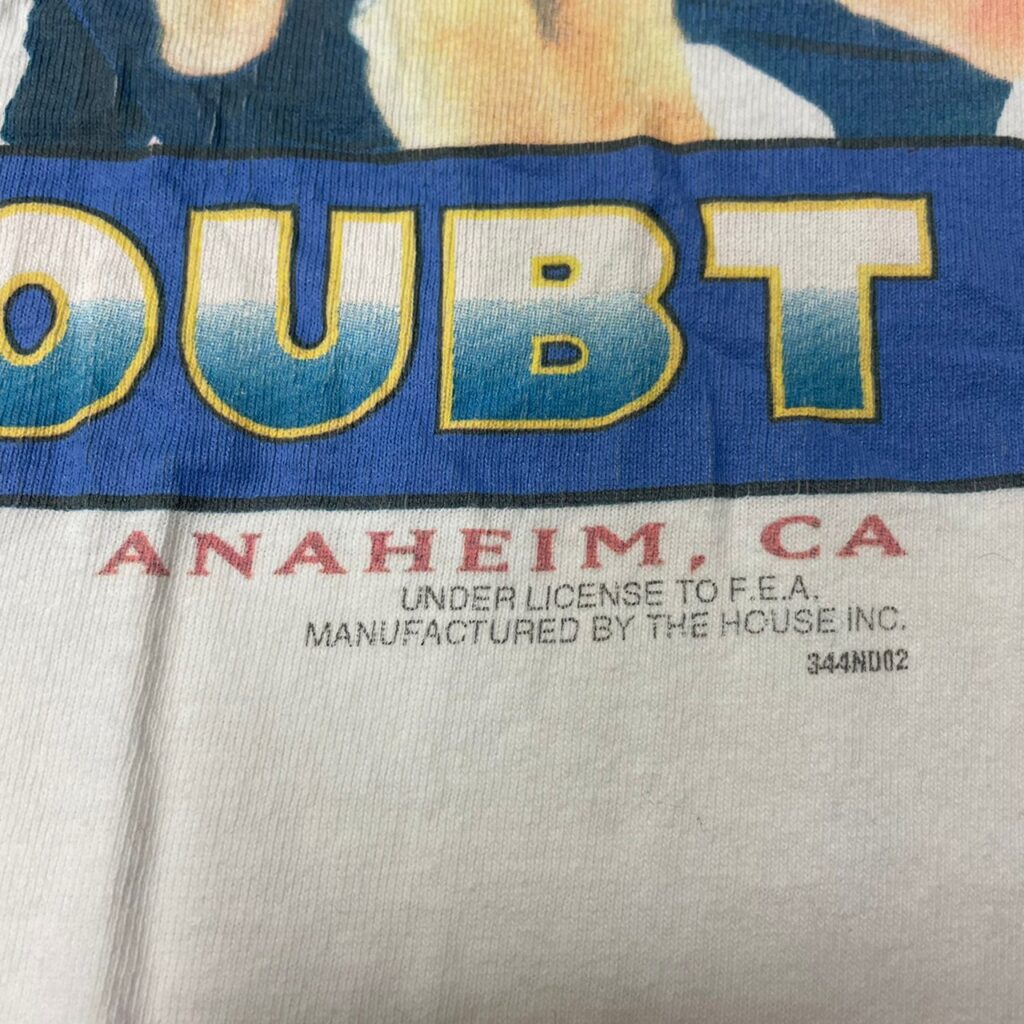 OUBT
ANAHEIM, CA
UNDER LICENSE TO F.E.A.
MANUFACTURED BY THE HOUSE INC.
344ND02